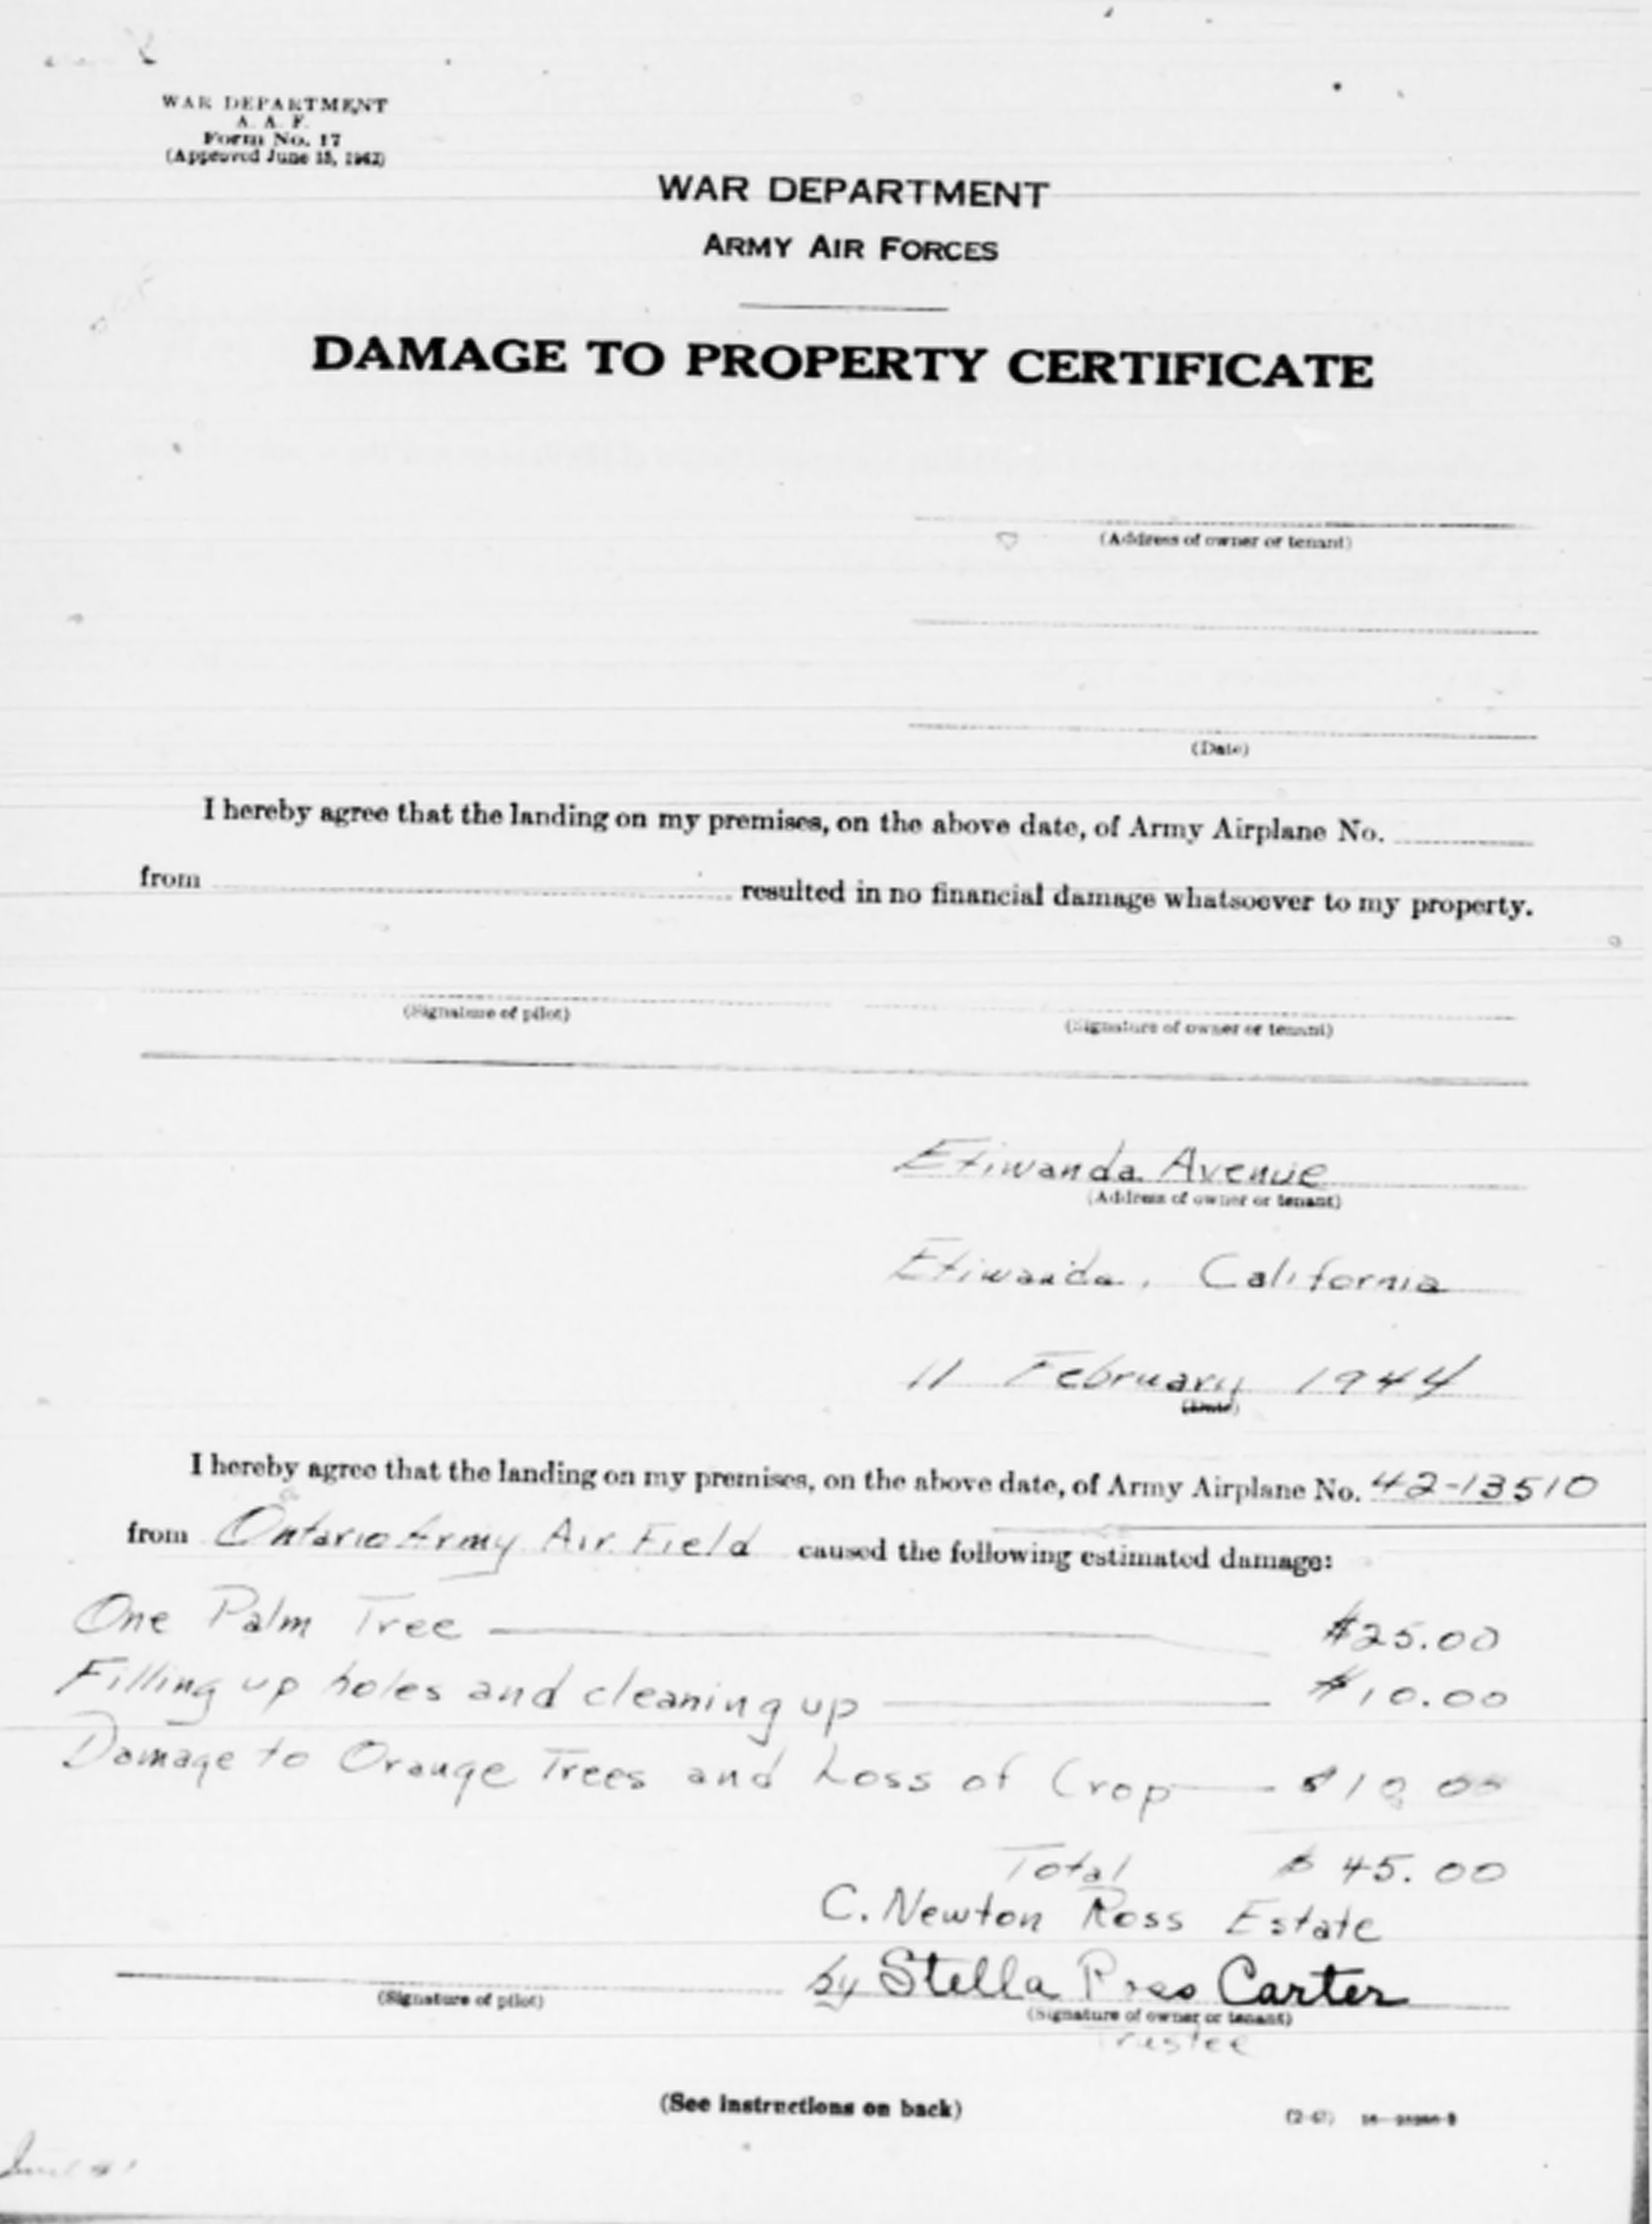 WAR DEPARTMENT
A. A. F.
Form No. 17
(Approved June 15, 1942)
WAR DEPARTMENT
ARMY AIR FORCES
DAMAGE TO PROPERTY CERTIFICATE
(Address of owner or tenant)
(Date)
I hereby agree that the landing on my premises, on the above date, of Army Airplane No.
from resulted in no financial damage whatsoever to my property.
(Signature of pilot) (Signature of owner or tenant)
Etiwanda Avenue
(Address of owner or tenant)
Etiwanda, California
11 February 1944
(Date)
I hereby agree that the landing on my premises, on the above date, of Army Airplane No. 42-13510
from Ontario Army Air Field caused the following estimated damage:
One Palm Tree $25.00
Filling up holes and cleaning up $10.00
Damage to Orange Trees and Loss of Crop $10.00
Total $45.00
C. Newton Ross Estate
by Stella Ross Carter
(Signature of pilot) (Signature of owner or tenant)
Trustee
(See instructions on back)